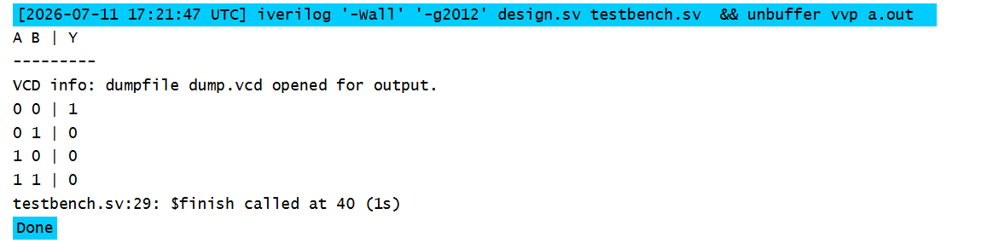 [2026-07-11 17:21:47 UTC] iverilog '-Wall' '-g2012' design.sv testbench.sv  && unbuffer vvp a.out
A B | Y
---------
VCD info: dumpfile dump.vcd opened for output.
0 0 | 1
0 1 | 0
1 0 | 0
1 1 | 0
testbench.sv:29: $finish called at 40 (1s)
Done